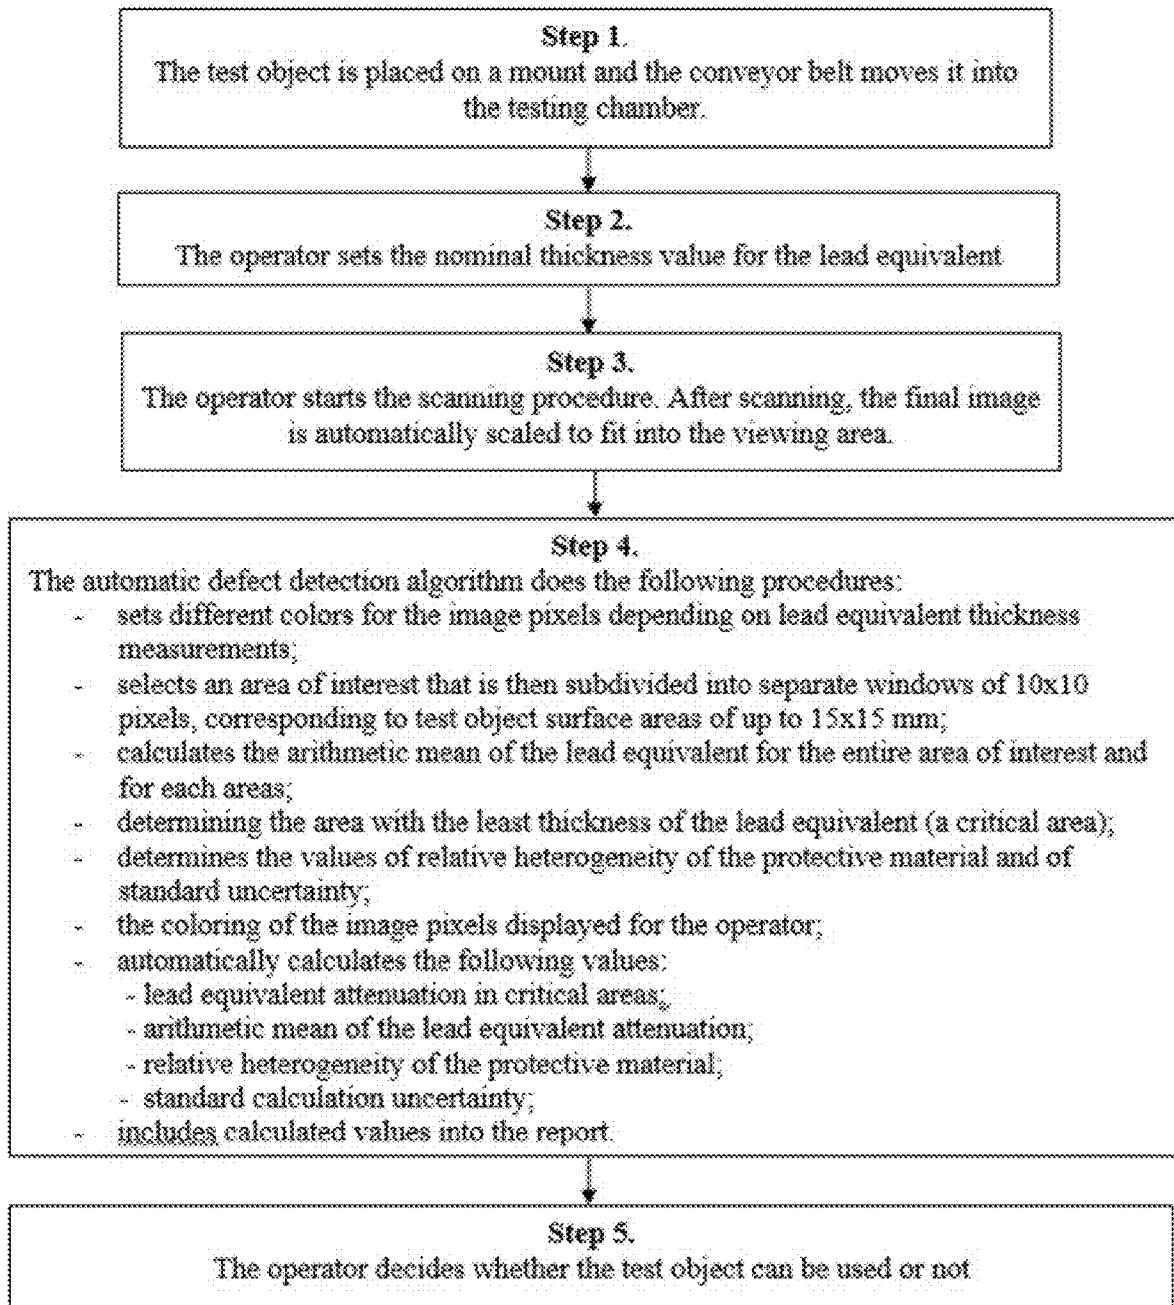 Step 1.
The test object is placed on a mount and the conveyor belt moves it into
the testing chamber.
Step 2.
The operator sets the nominal thickness value for the lead equivalent
Step 3.
The operator starts the scanning procedure. After scanning, the final image
is automatically scaled to fit into the viewing area.
Step 4.
The automatic defect detection algorithm does the following procedures:
- sets different colors for the image pixels depending on lead equivalent thickness
measurements;
- selects an area of interest that is then subdivided into separate windows of 10x10
pixels, corresponding to test object surface areas of up to 15x15 mm;
- calculates the arithmetic mean of the lead equivalent for the entire area of interest and
for each areas;
- determining the area with the least thickness of the lead equivalent (a critical area);
- determines the values of relative heterogeneity of the protective material and of
standard uncertainty;
- the coloring of the image pixels displayed for the operator;
- automatically calculates the following values:
- lead equivalent attenuation in critical areas;
- arithmetic mean of the lead equivalent attenuation;
- relative heterogeneity of the protective material;
- standard calculation uncertainty;
- includes calculated values into the report.
Step 5.
The operator decides whether the test object can be used or not